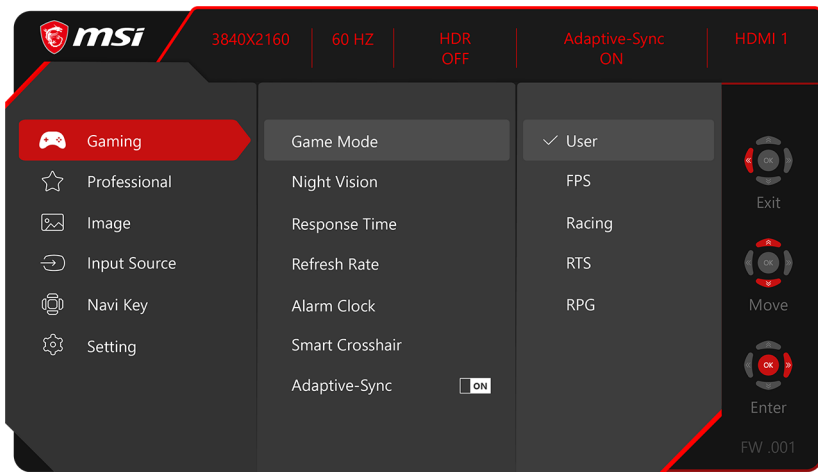 msi
3840X2160
60 HZ
HDR
OFF
Adaptive-Sync
ON
HDMI 1
Gaming
Professional
Image
Input Source
Navi Key
Setting
Game Mode
Night Vision
Response Time
Refresh Rate
Alarm Clock
Smart Crosshair
Adaptive-Sync ON
User
FPS
Racing
RTS
RPG
OK
Exit
OK
Move
OK
Enter
FW .001